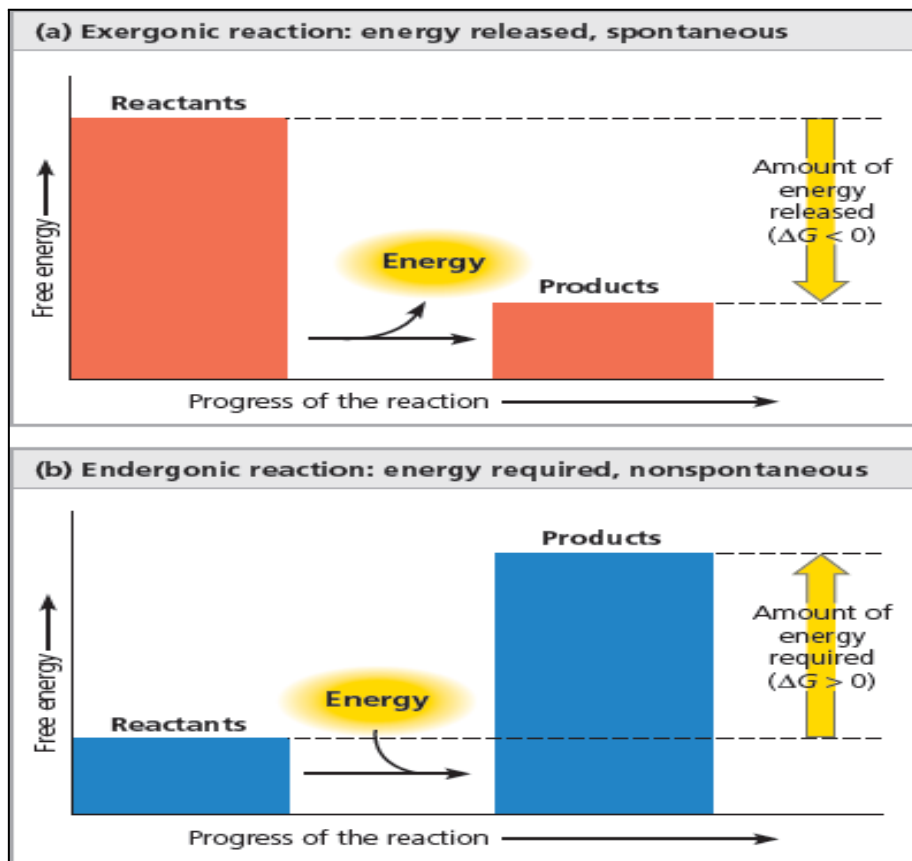 (a) Exergonic reaction: energy released, spontaneous
Reactants
Free energy
Energy
Products
Amount of
energy
released
(ΔG < 0)
Progress of the reaction
(b) Endergonic reaction: energy required, nonspontaneous
Products
Free energy
Amount of
energy
required
(ΔG > 0)
Energy
Reactants
Progress of the reaction